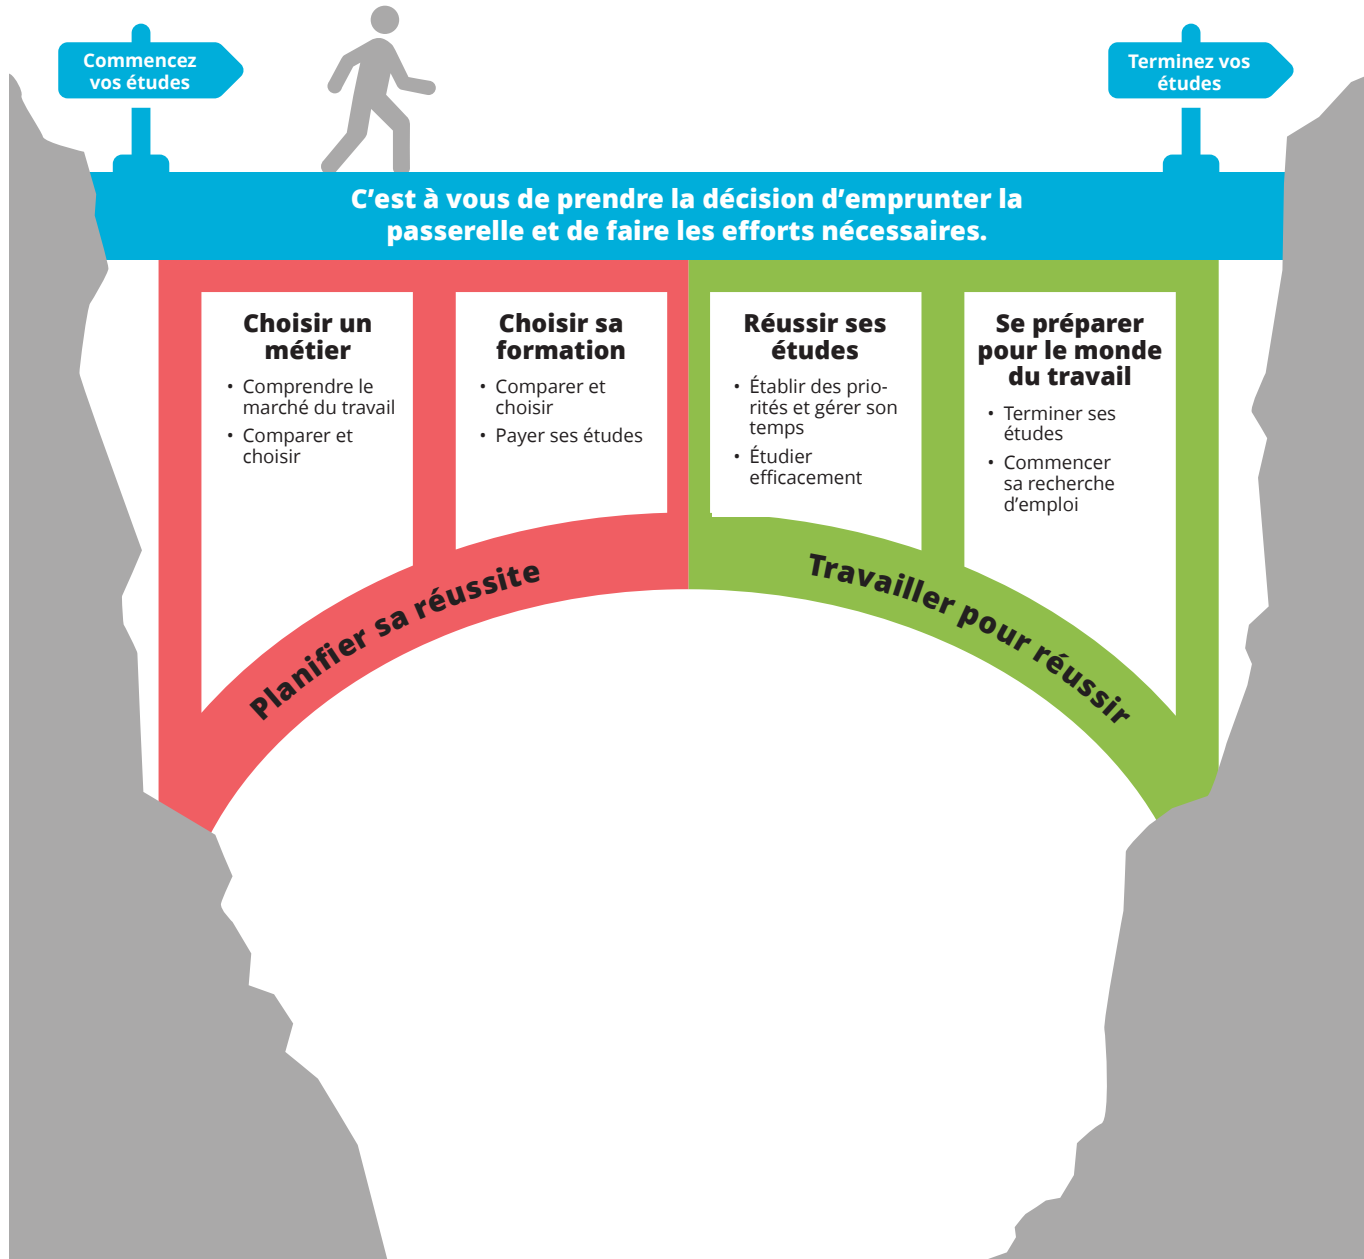 Commencez
vos études
Terminez vos
études
C’est à vous de prendre la décision d’emprunter la
passerelle et de faire les efforts nécessaires.
Choisir un
métier
• Comprendre le
marché du travail
• Comparer et
choisir
Choisir sa
formation
• Comparer et
choisir
• Payer ses études
Réussir ses
études
• Établir des prio-
rités et gérer son
temps
• Étudier
efficacement
Se préparer
pour le monde
du travail
• Terminer ses
études
• Commencer
sa recherche
d’emploi
Planifier sa réussite
Travailler pour réussir